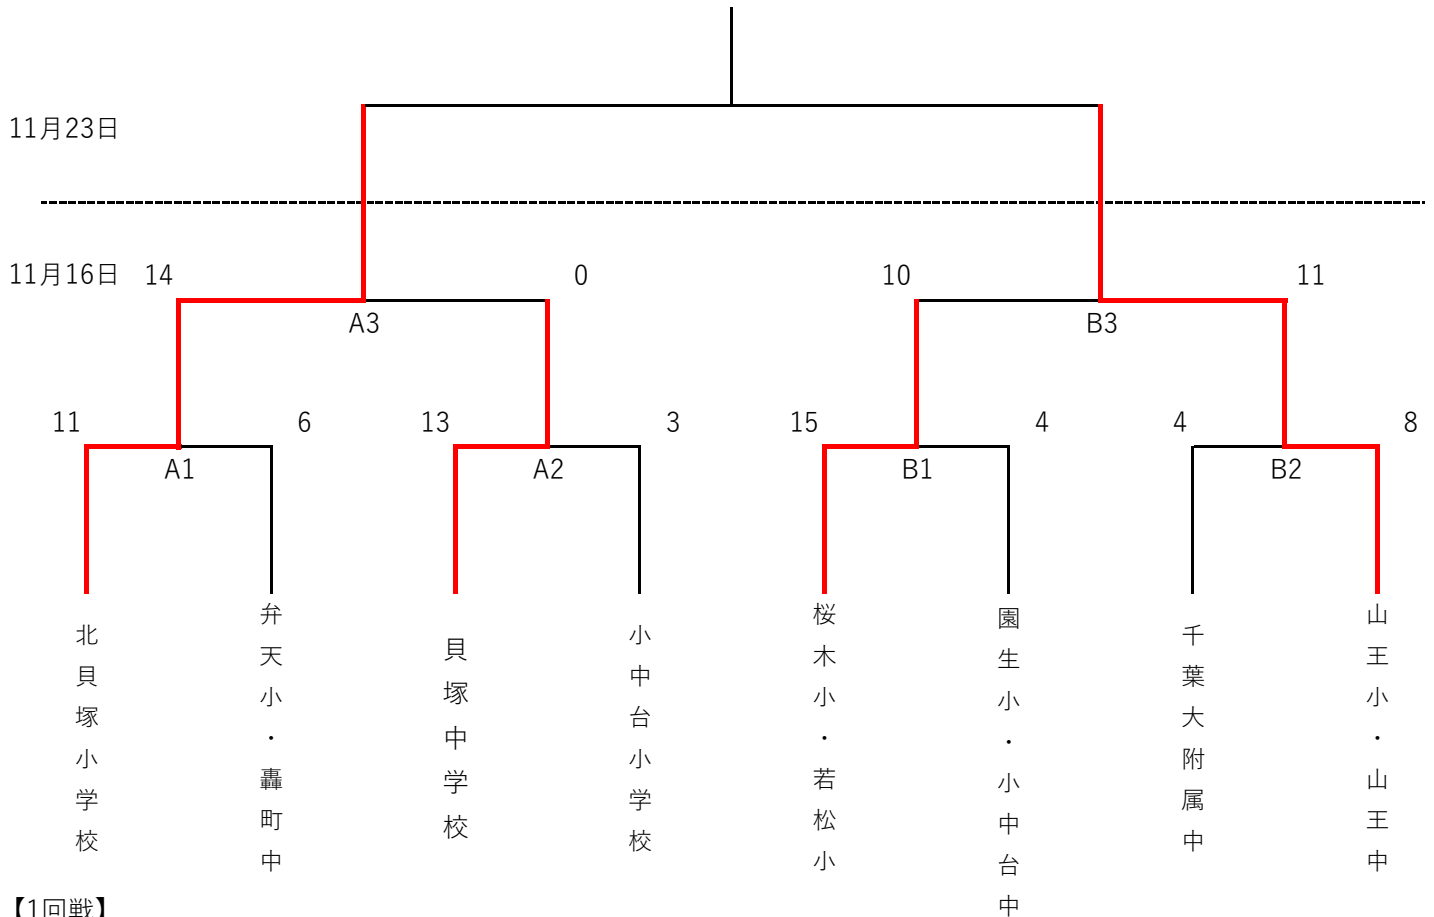 11月23日
11月16日 14 0 10 11
A3 B3
11 6 13 3 15 4 4 8
A1 A2 B1 B2
北貝塚小学校
弁天小・轟町中
貝塚中学校
小中台小学校
桜木小・若松小
園生小・小中台中
千葉大附属中
山王小・山王中
【1回戦】